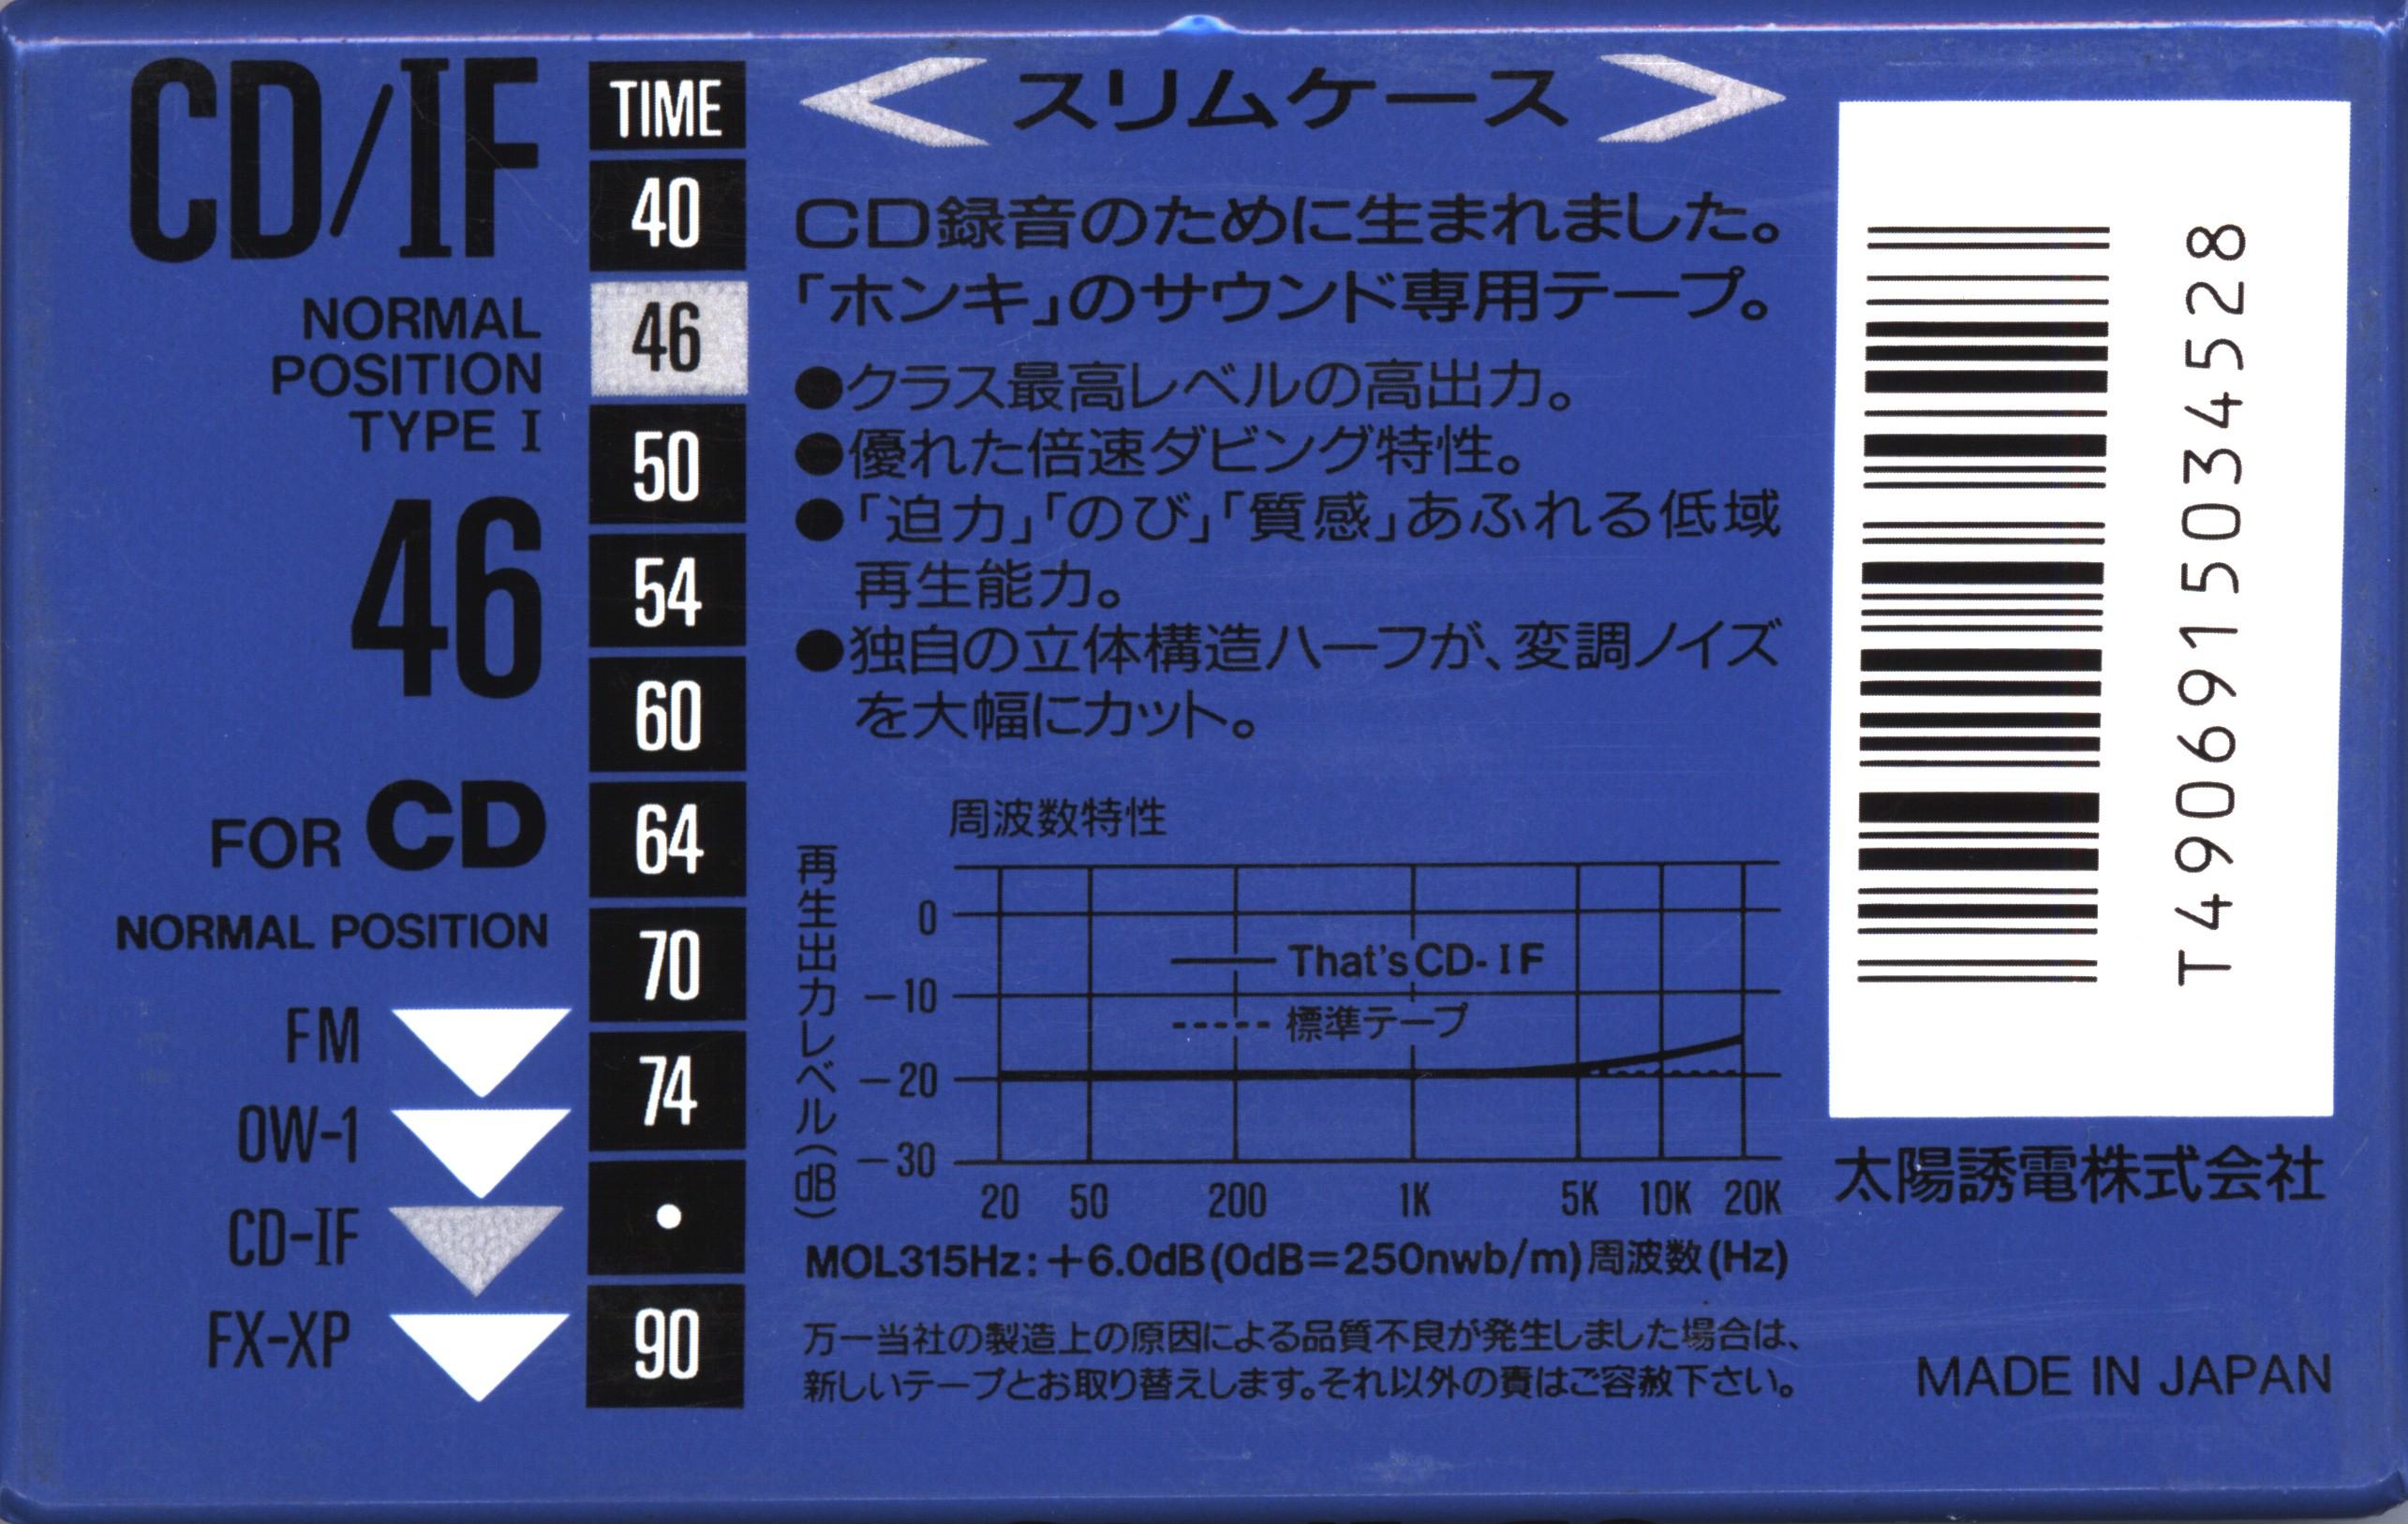 CD/IF
NORMAL
POSITION
TYPE I
46
FOR CD
NORMAL POSITION
FM
OW-1
CD-IF
FX-XP
TIME
40
46
50
54
60
64
70
74
•
90
<スリムケース>
CD録音のために生まれました。
「ホンキ」のサウンド専用テープ。
●クラス最高レベルの高出力。
●優れた倍速ダビング特性。
●「迫力」「のび」「質感」あふれる低域
再生能力。
●独自の立体構造ハーフが、変調ノイズ
を大幅にカット。
周波数特性
再生出力レベル(dB)
0
-10
-20
-30
That's CD-IF
標準テープ
20 50 200 1K 5K 10K 20K
MOL315Hz:+6.0dB(0dB=250nwb/m)周波数(Hz)
万一当社の製造上の原因による品質不良が発生しました場合は、
新しいテープとお取り替えします。それ以外の責はご容赦下さい。
T4906915034528
太陽誘電株式会社
MADE IN JAPAN